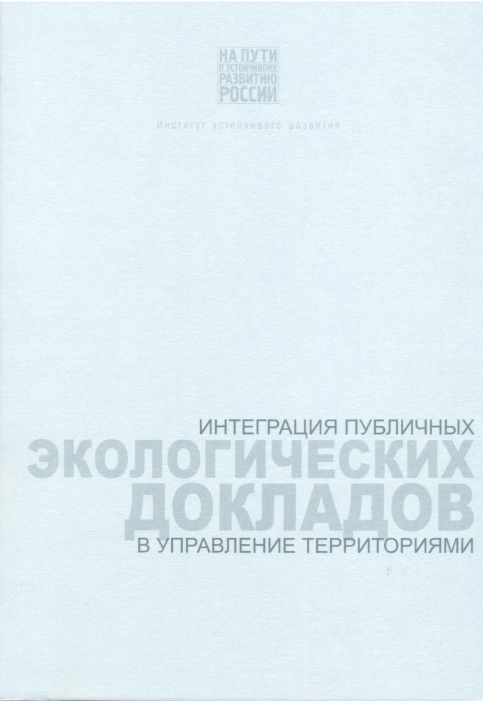 НА ПУТИ
К УСТОЙЧИВОМУ
РАЗВИТИЮ
РОССИИ
Институт устойчивого развития
ИНТЕГРАЦИЯ ПУБЛИЧНЫХ
ЭКОЛОГИЧЕСКИХ
ДОКЛАДОВ
В УПРАВЛЕНИЕ ТЕРРИТОРИЯМИ